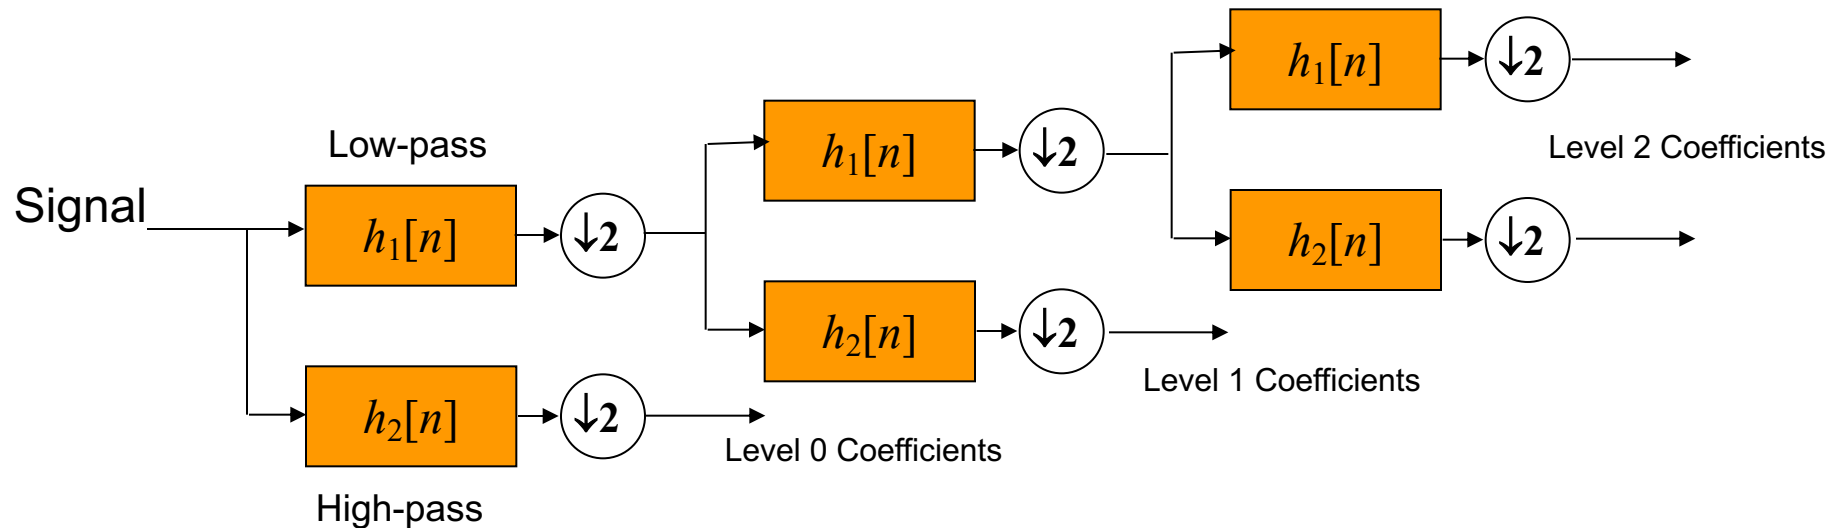 Signal
Low-pass
h₁[n]
↓2
h₂[n]
↓2
High-pass
Level 0 Coefficients
h₁[n]
↓2
h₂[n]
↓2
Level 1 Coefficients
h₁[n]
↓2
Level 2 Coefficients
h₂[n]
↓2